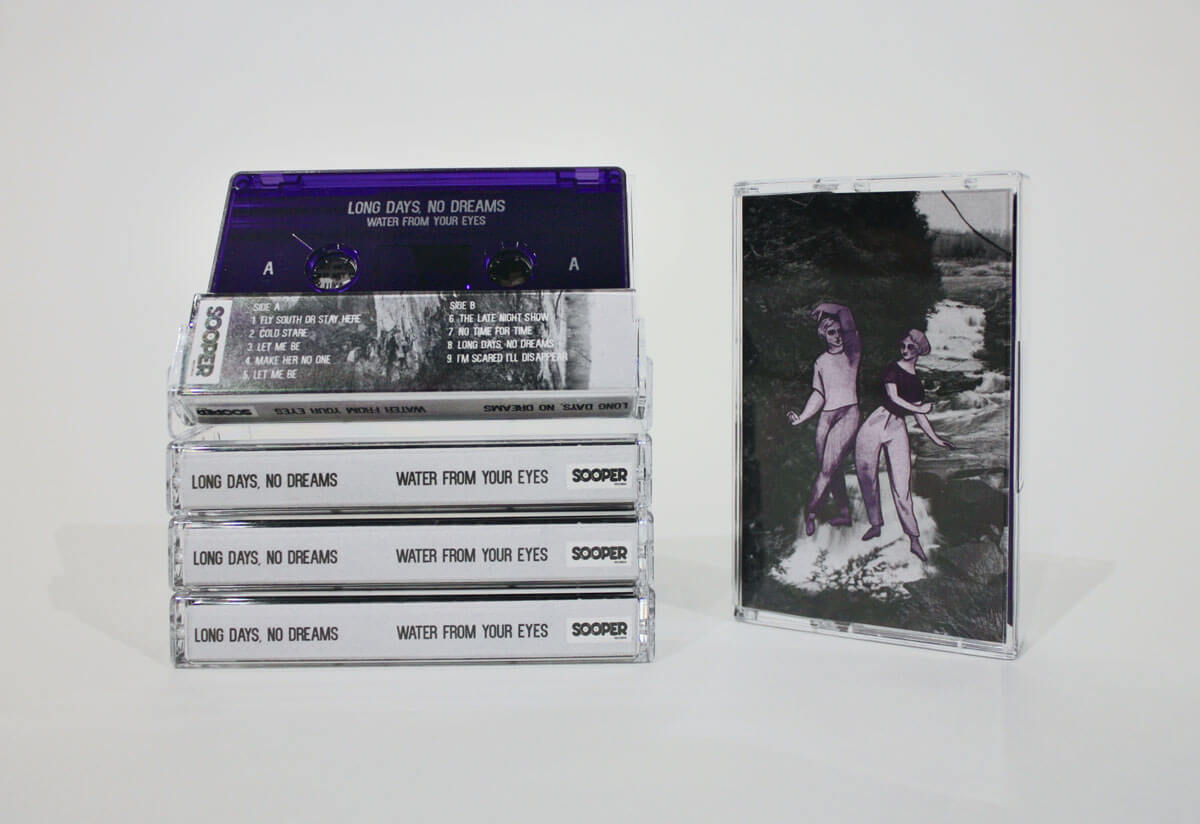 LONG DAYS, NO DREAMS
WATER FROM YOUR EYES
A
A
SOOPER
SIDE A
1 FLY SOUTH OR STAY HERE
2 COLD STARE
3 LET ME BE
4 MAKE HER NO ONE
5 LET ME BE
SIDE B
6 THE LATE NIGHT SHOW
7 NO TIME FOR TIME
8 LONG DAYS, NO DREAMS
9 I'M SCARED I'LL DISAPPEAR
LONG DAYS, NO DREAMS WATER FROM YOUR EYES SOOPER
LONG DAYS, NO DREAMS WATER FROM YOUR EYES SOOPER
LONG DAYS, NO DREAMS WATER FROM YOUR EYES SOOPER
LONG DAYS, NO DREAMS WATER FROM YOUR EYES SOOPER